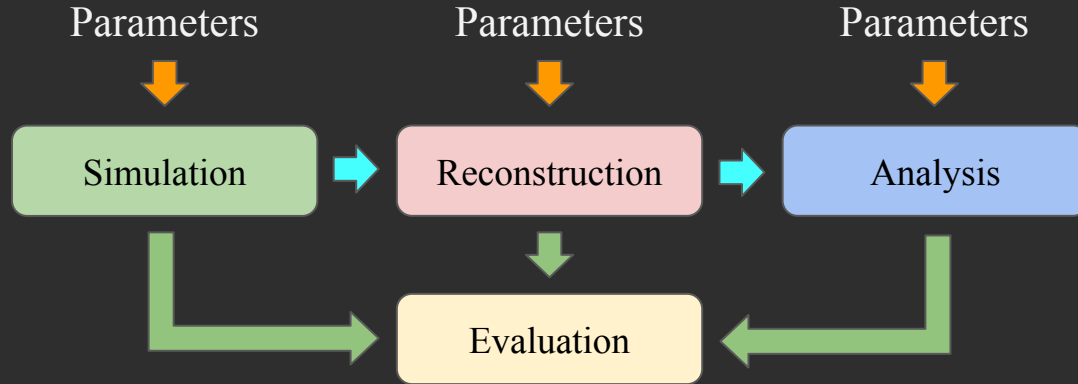 Parameters
Parameters
Parameters
Simulation
Reconstruction
Analysis
Evaluation